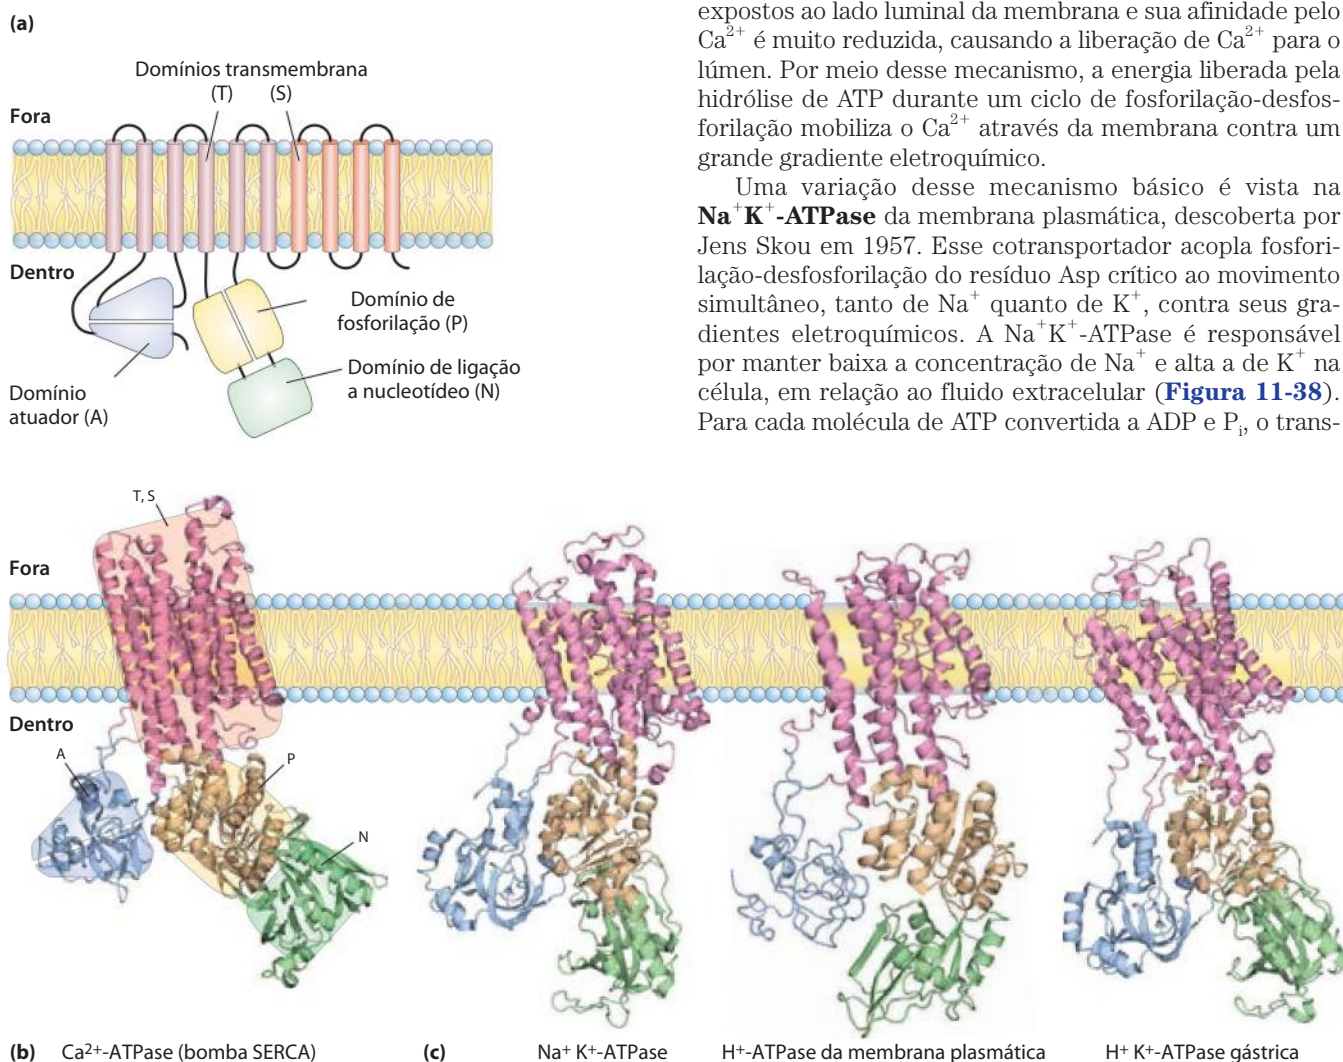 (a)
Domínios transmembrana
(T) (S)
Fora
Dentro
Domínio de
fosforilação (P)
Domínio de ligação
a nucleotídeo (N)
Domínio
atuador (A)
expostos ao lado luminal da membrana e sua afinidade pelo
Ca²⁺ é muito reduzida, causando a liberação de Ca²⁺ para o
lúmen. Por meio desse mecanismo, a energia liberada pela
hidrólise de ATP durante um ciclo de fosforilação-desfos-
forilação mobiliza o Ca²⁺ através da membrana contra um
grande gradiente eletroquímico.
Uma variação desse mecanismo básico é vista na
Na⁺K⁺-ATPase da membrana plasmática, descoberta por
Jens Skou em 1957. Esse cotransportador acopla fosfori-
lação-desfosforilação do resíduo Asp crítico ao movimento
simultâneo, tanto de Na⁺ quanto de K⁺, contra seus gra-
dientes eletroquímicos. A Na⁺K⁺-ATPase é responsável
por manter baixa a concentração de Na⁺ e alta a de K⁺ na
célula, em relação ao fluido extracelular (Figura 11-38).
Para cada molécula de ATP convertida a ADP e Pᵢ, o trans-
T, S
Fora
Dentro
A
P
N
(b) Ca²⁺-ATPase (bomba SERCA)
(c) Na⁺ K⁺-ATPase
H⁺-ATPase da membrana plasmática
H⁺ K⁺-ATPase gástrica